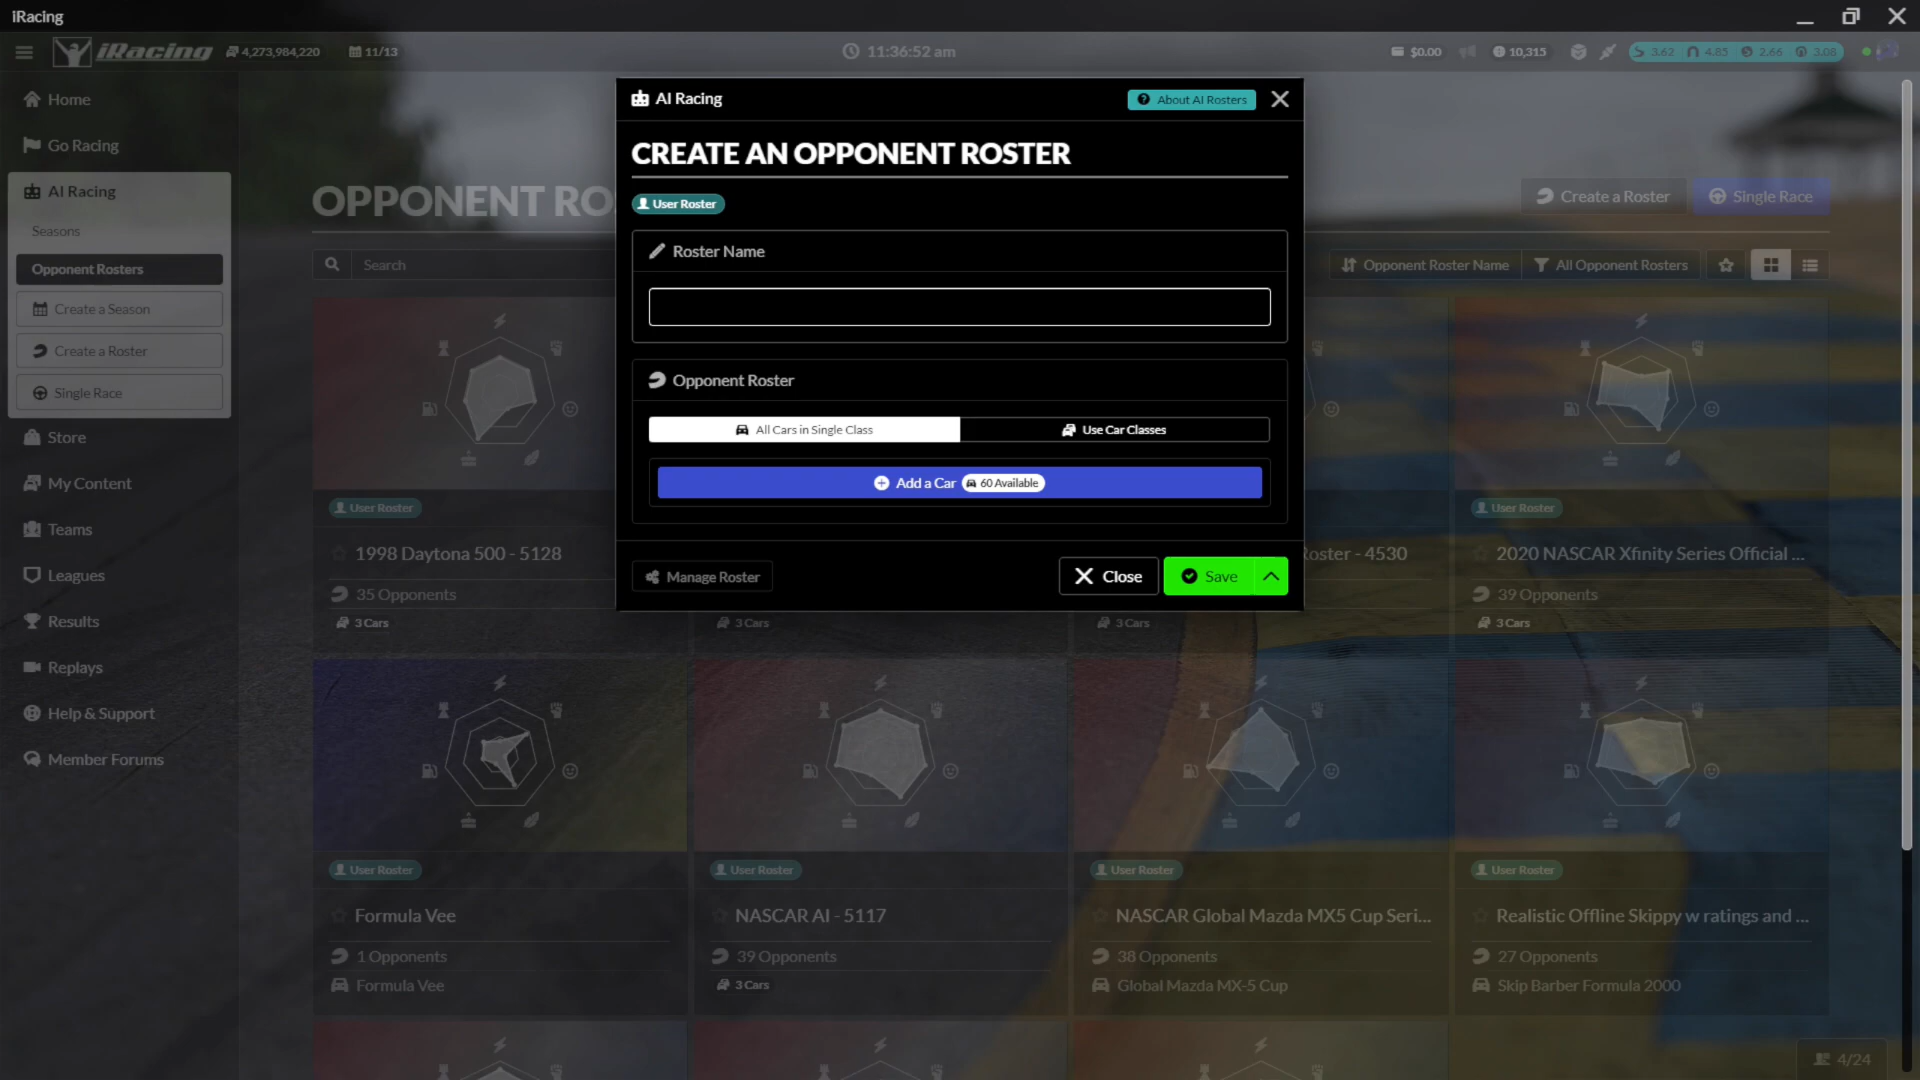 iRacing
iRacing 4,273,984,220 11/13 11:36:52 am $0.00 10,315 3.62 4.85 2.66 3.08
Home
Go Racing
AI Racing
Seasons
Opponent Rosters
Create a Season
Create a Roster
Single Race
Store
My Content
Teams
Leagues
Results
Replays
Help & Support
Member Forums
OPPONENT RO
Create a Roster
Single Race
Search
Opponent Roster Name
All Opponent Rosters
AI Racing
About AI Rosters
CREATE AN OPPONENT ROSTER
User Roster
Roster Name
Opponent Roster
All Cars in Single Class
Use Car Classes
Add a Car 60 Available
Manage Roster
Close
Save
User Roster
1998 Daytona 500 - 5128
35 Opponents
3 Cars
3 Cars
Roster - 4530
3 Cars
User Roster
2020 NASCAR Xfinity Series Official ...
39 Opponents
3 Cars
User Roster
Formula Vee
1 Opponents
Formula Vee
User Roster
NASCAR AI - 5117
39 Opponents
3 Cars
User Roster
NASCAR Global Mazda MX5 Cup Seri...
38 Opponents
Global Mazda MX-5 Cup
User Roster
Realistic Offline Skippy w ratings and ...
27 Opponents
Skip Barber Formula 2000
4/24